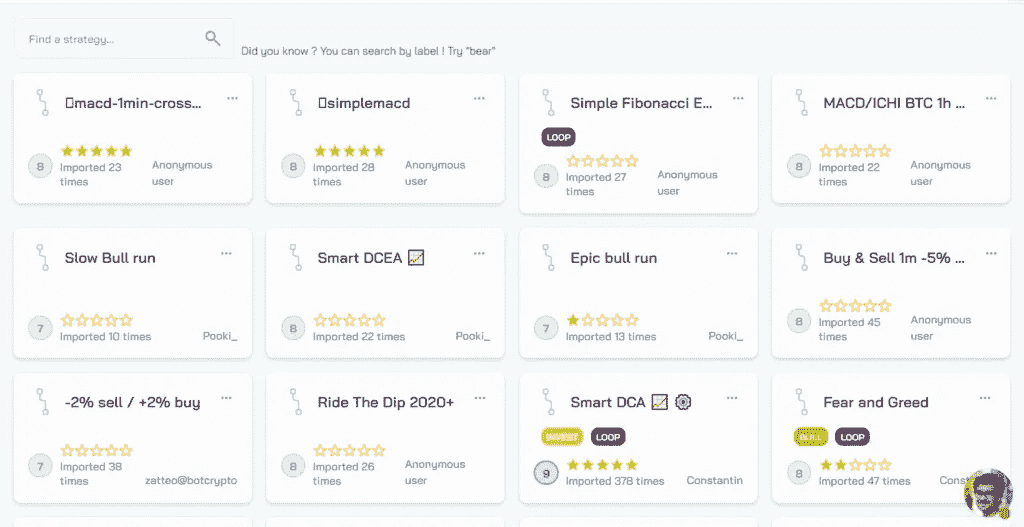 Find a strategy...
Did you know ? You can search by label ! Try "bear"
macd-1min-cross...
8
Imported 23
times
Anonymous
user
simplemacd
8
Imported 28
times
Anonymous
user
Simple Fibonacci E...
LOOP
8
Imported 27
times
Anonymous
user
MACD/ICHI BTC 1h ...
8
Imported 22
times
Anonymous
user
Slow Bull run
7
Imported 10 times
Pooki_
Smart DCEA
8
Imported 22 times
Pooki_
Epic bull run
7
Imported 13 times
Pooki_
Buy & Sell 1m -5% ...
8
Imported 45
times
Anonymous
user
-2% sell / +2% buy
7
Imported 38
times
zatteo@botcrypto
Ride The Dip 2020+
8
Imported 26
times
Anonymous
user
Smart DCA
INVEST
LOOP
9
Imported 378 times
Constantin
Fear and Greed
LOOP
8
Imported 47 times